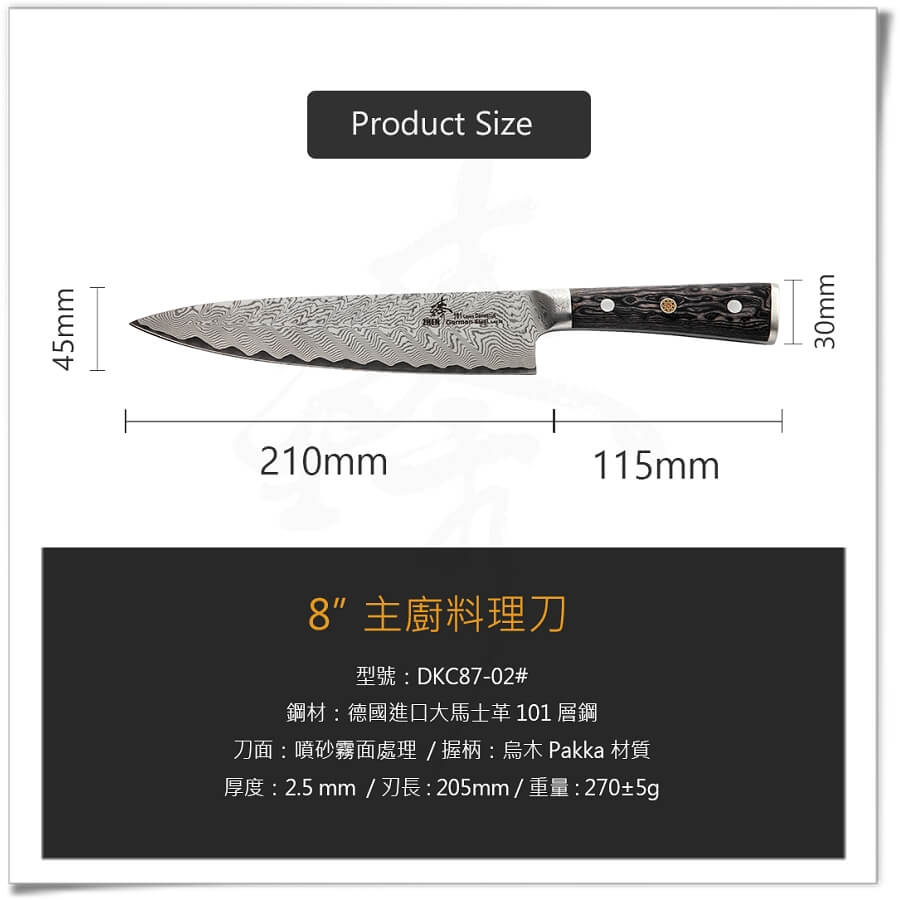 Product Size
45mm
30mm
ZHEN
210mm
115mm
8” 主廚料理刀
型號：DKC87-02#
鋼材：德國進口大馬士革 101 層鋼
刀面：噴砂霧面處理 / 握柄：烏木 Pakka 材質
厚度：2.5 mm / 刃長 : 205mm / 重量 : 270±5g